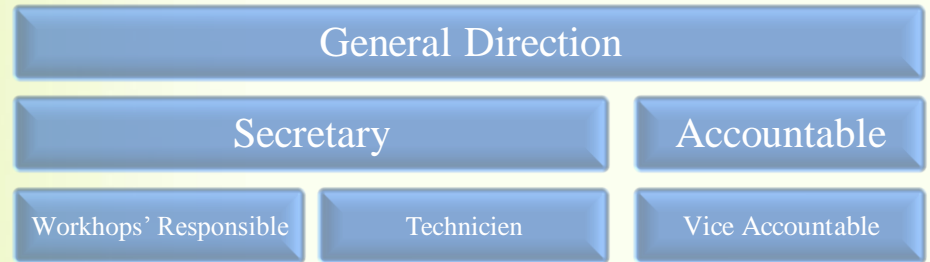 General Direction
Secretary
Accountable
Workhops’ Responsible
Technicien
Vice Accountable